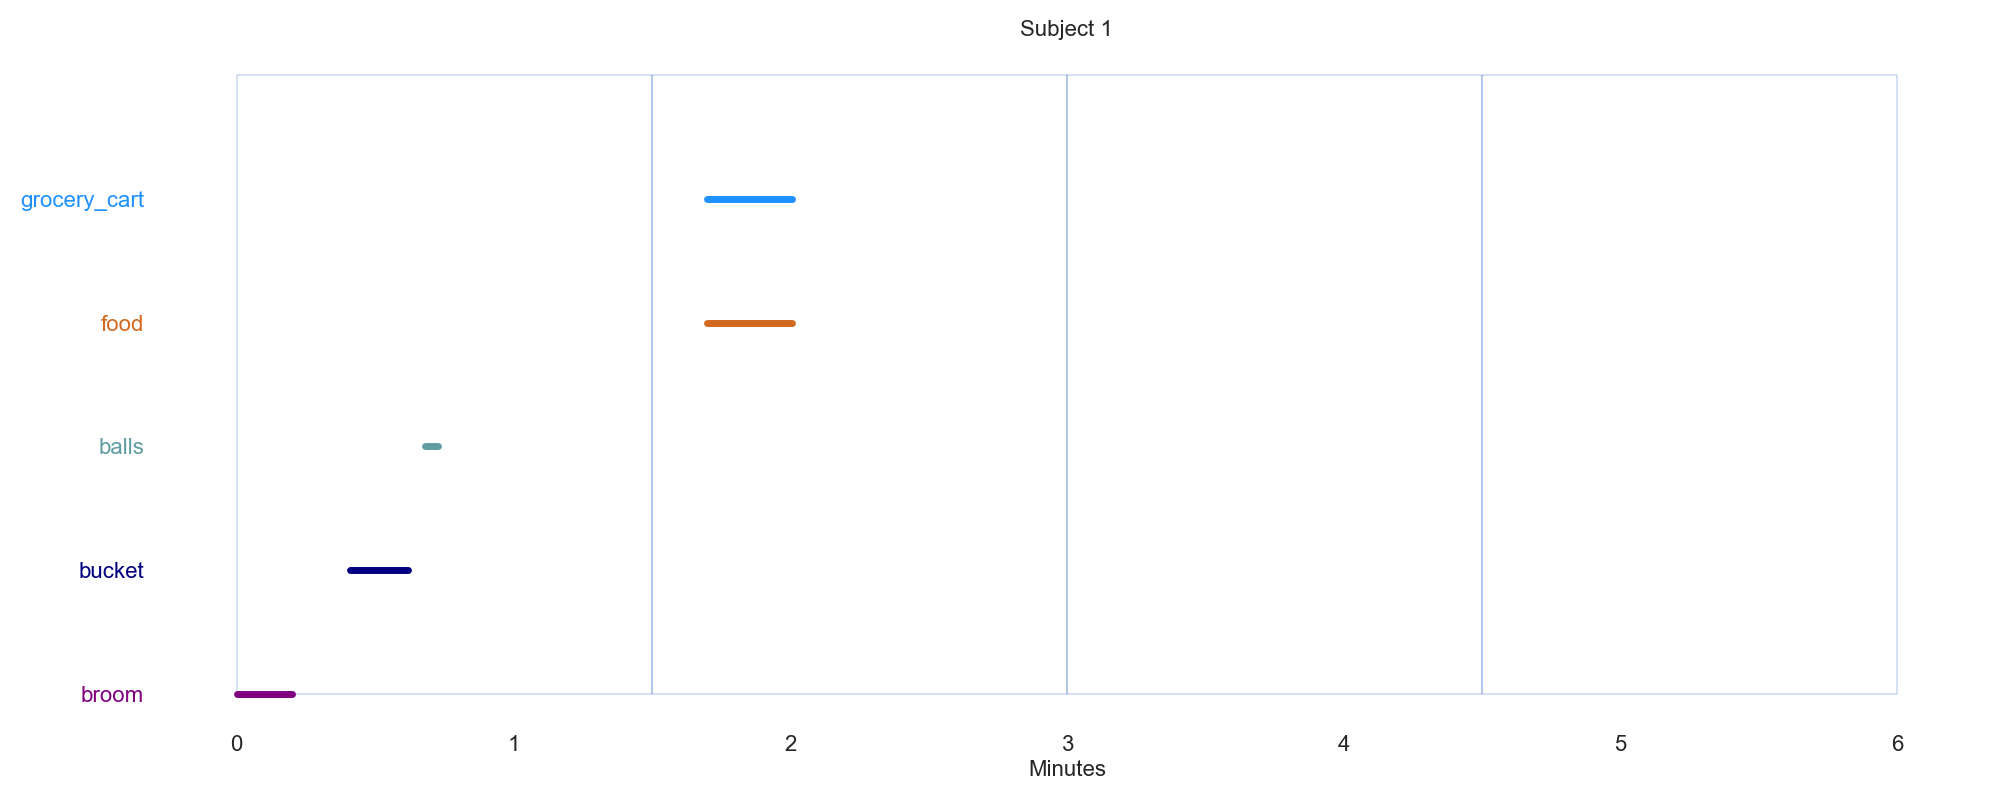 Subject 1
grocery_cart
food
balls
bucket
broom
0 1 2 3 4 5 6
Minutes